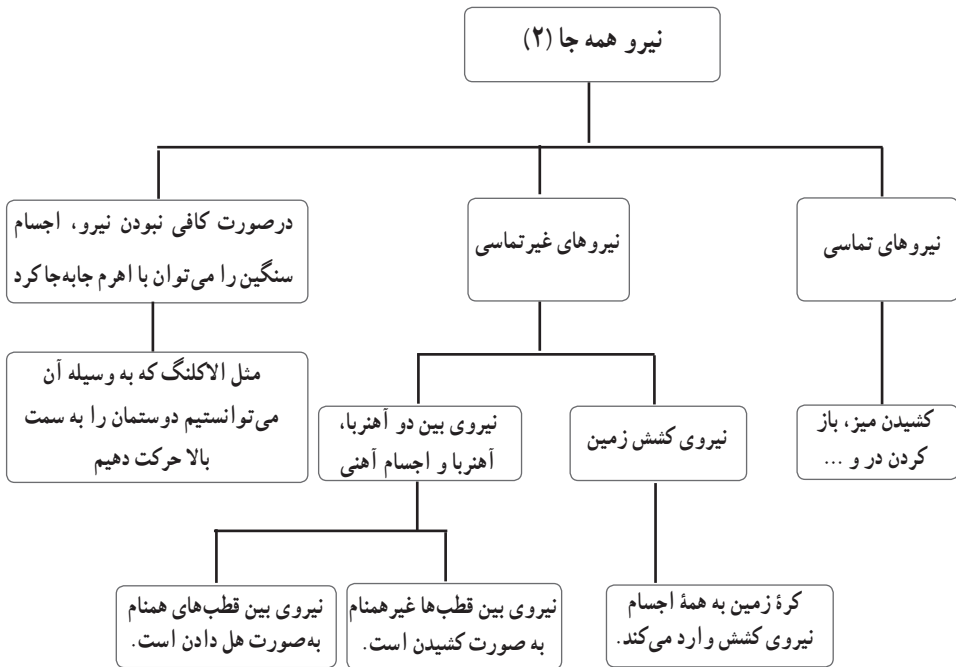 نیرو همه جا (۲)
نیروهای تماسی
نیروهای غیرتماسی
درصورت کافی نبودن نیرو، اجسام
سنگین را می‌توان با اهرم جابه‌جا کرد
کشیدن میز، باز
کردن در و ...
نیروی کشش زمین
نیروی بین دو آهنربا،
آهنربا و اجسام آهنی
مثل الاکلنگ که به وسیله آن
می‌توانستیم دوستمان را به سمت
بالا حرکت دهیم
کرهٔ زمین به همهٔ اجسام
نیروی کشش وارد می‌کند.
نیروی بین قطب‌ها غیرهمنام
به صورت کشیدن است.
نیروی بین قطب‌های همنام
به‌صورت هل دادن است.